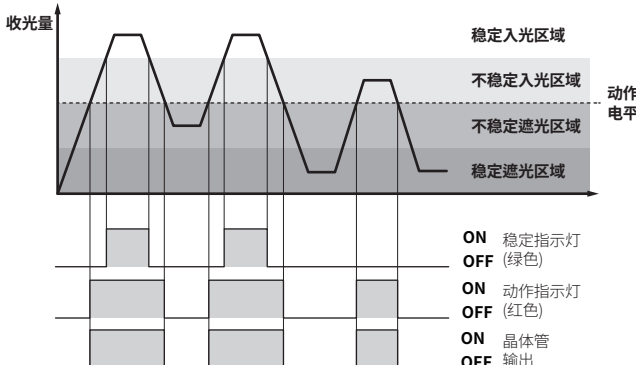 收光量
稳定入光区域
不稳定入光区域
动作
电平
不稳定遮光区域
稳定遮光区域
ON 稳定指示灯
OFF (绿色)
ON 动作指示灯
OFF (红色)
ON 晶体管
OFF 输出